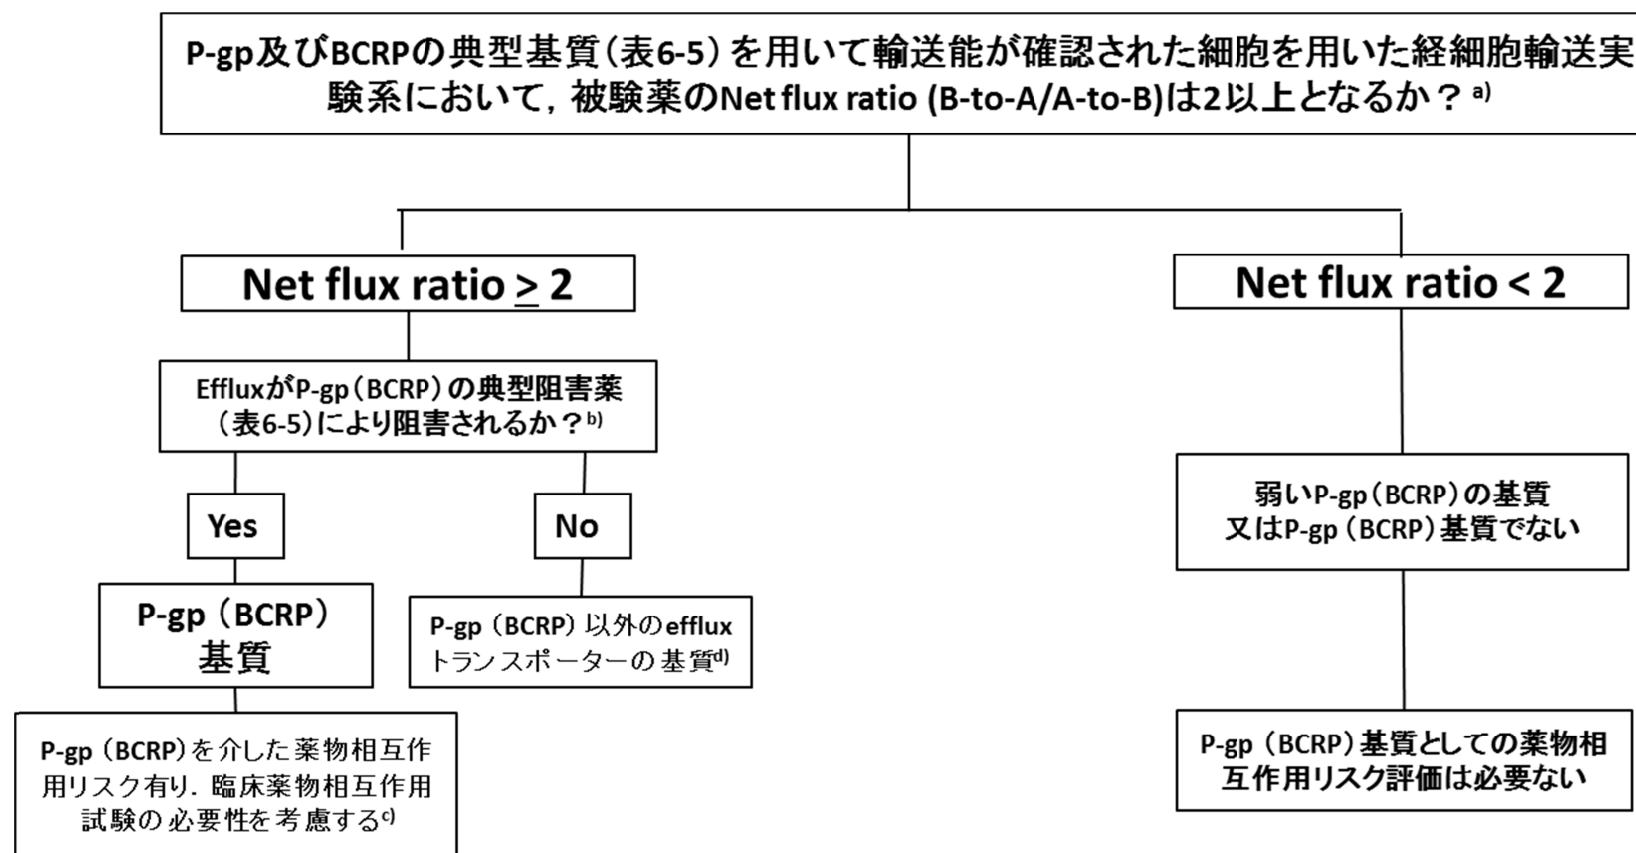 P-gp及びBCRPの典型基質(表6-5)を用いて輸送能が確認された細胞を用いた経細胞輸送実
験系において,被験薬のNet flux ratio (B-to-A/A-to-B)は2以上となるか? a)
Net flux ratio ≥ 2
Net flux ratio < 2
EffluxがP-gp(BCRP)の典型阻害薬
(表6-5)により阻害されるか? b)
Yes
No
弱いP-gp(BCRP)の基質
又はP-gp(BCRP)基質でない
P-gp(BCRP)
基質
P-gp(BCRP)以外のefflux
トランスポーターの基質d)
P-gp(BCRP)を介した薬物相互作
用リスク有り.臨床薬物相互作用
試験の必要性を考慮するc)
P-gp(BCRP)基質としての薬物相
互作用リスク評価は必要ない